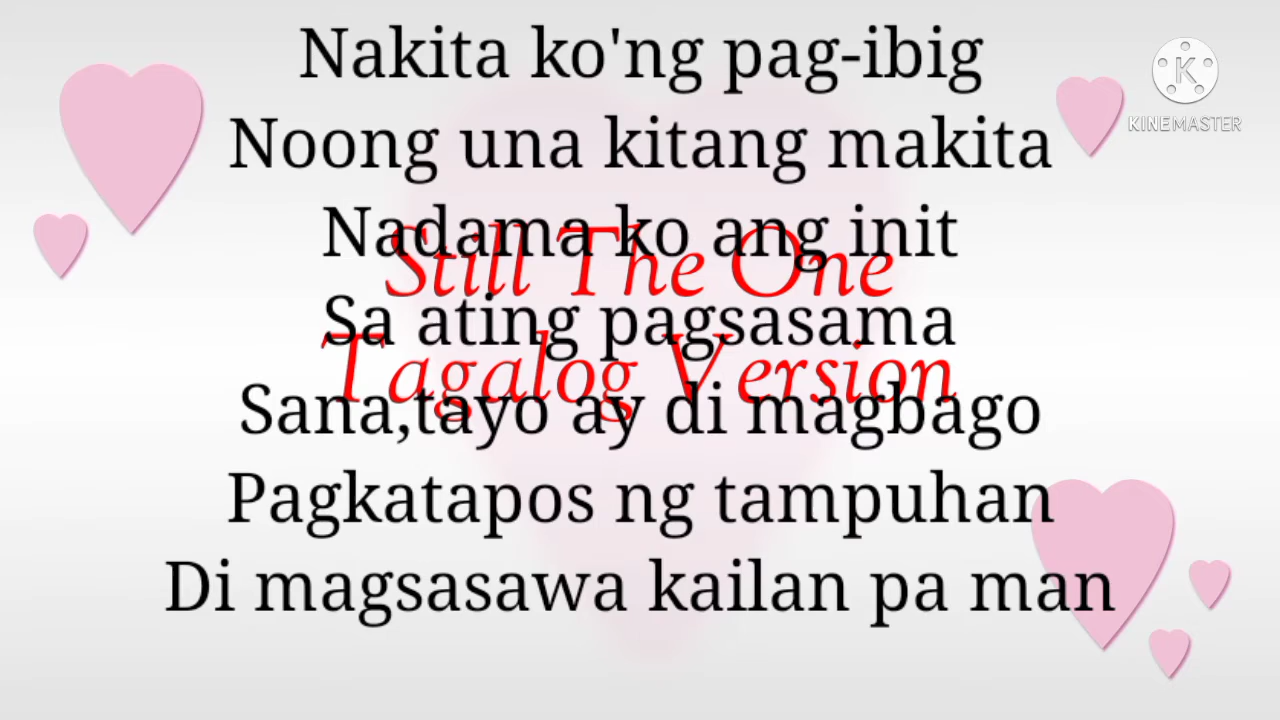 Nakita ko'ng pag-ibig
Noong una kitang makita
Nadama ko ang init
Still The One
Sa ating pagsasama
Tagalog Version
Sana,tayo ay di magbago
Pagkatapos ng tampuhan
Di magsasawa kailan pa man
K
KINEMASTER